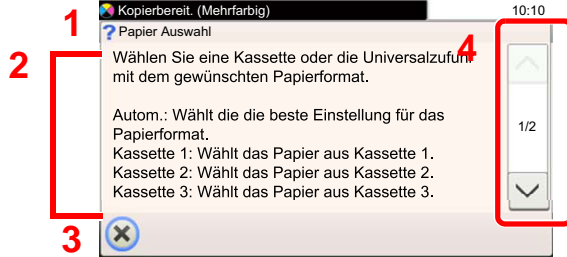 1
Kopierbereit. (Mehrfarbig)
10:10
? Papier Auswahl
2
4
Wählen Sie eine Kassette oder die Universalzufuhr
mit dem gewünschten Papierformat.
Autom.: Wählt die die beste Einstellung für das
Papierformat.
1/2
Kassette 1: Wählt das Papier aus Kassette 1.
Kassette 2: Wählt das Papier aus Kassette 2.
Kassette 3: Wählt das Papier aus Kassette 3.
3